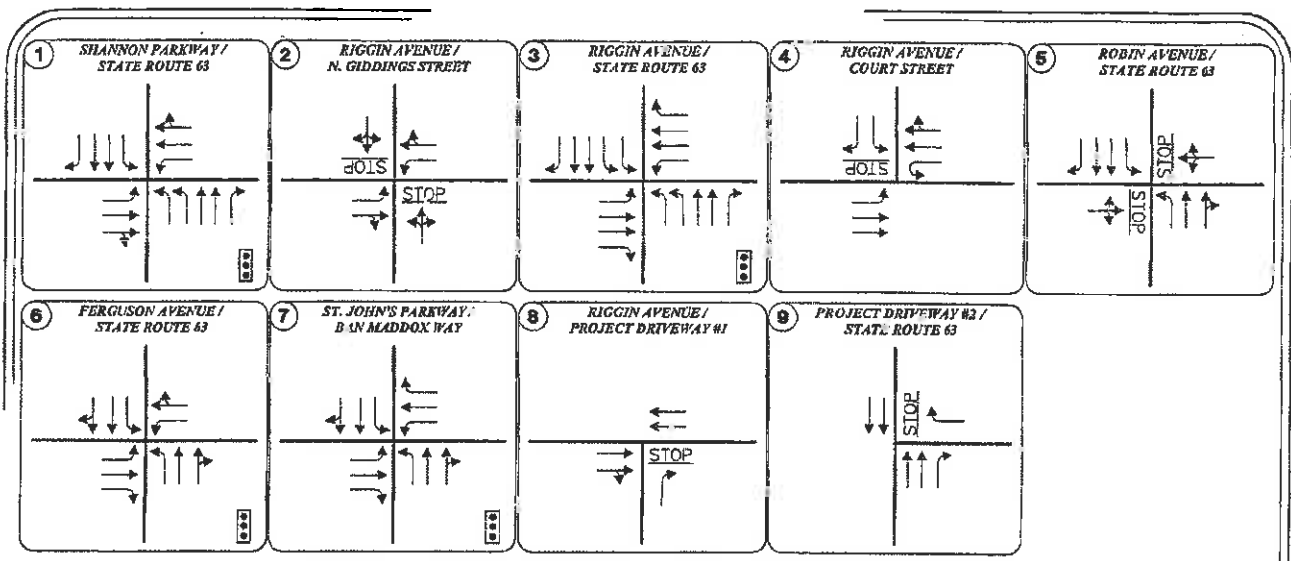 1
SHANNON PARKWAY /
STATE ROUTE 63
2
RIGGIN AVENUE /
N. GIDDINGS STREET
STOP
STOP
3
RIGGIN AVENUE /
STATE ROUTE 63
4
RIGGIN AVENUE /
COURT STREET
STOP
5
ROBIN AVENUE /
STATE ROUTE 63
STOP
STOP
6
FERGUSON AVENUE /
STATE ROUTE 63
7
ST. JOHN'S PARKWAY /
BAN MADDOX WAY
8
RIGGIN AVENUE /
PROJECT DRIVEWAY #1
STOP
9
PROJECT DRIVEWAY #2 /
STATE ROUTE 63
STOP